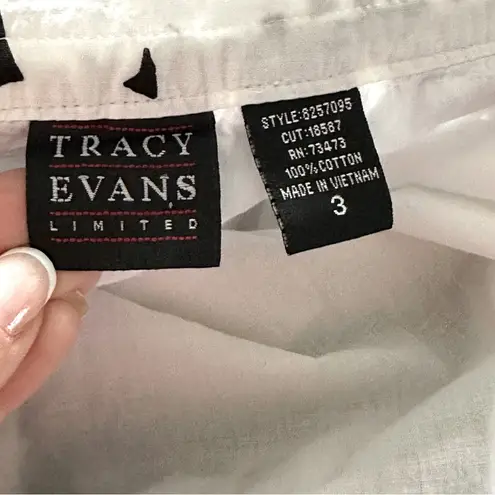 TRACY
EVANS
LIMITED
STYLE:8257095
CUT:18587
RN:73473
100% COTTON
MADE IN VIETNAM
3